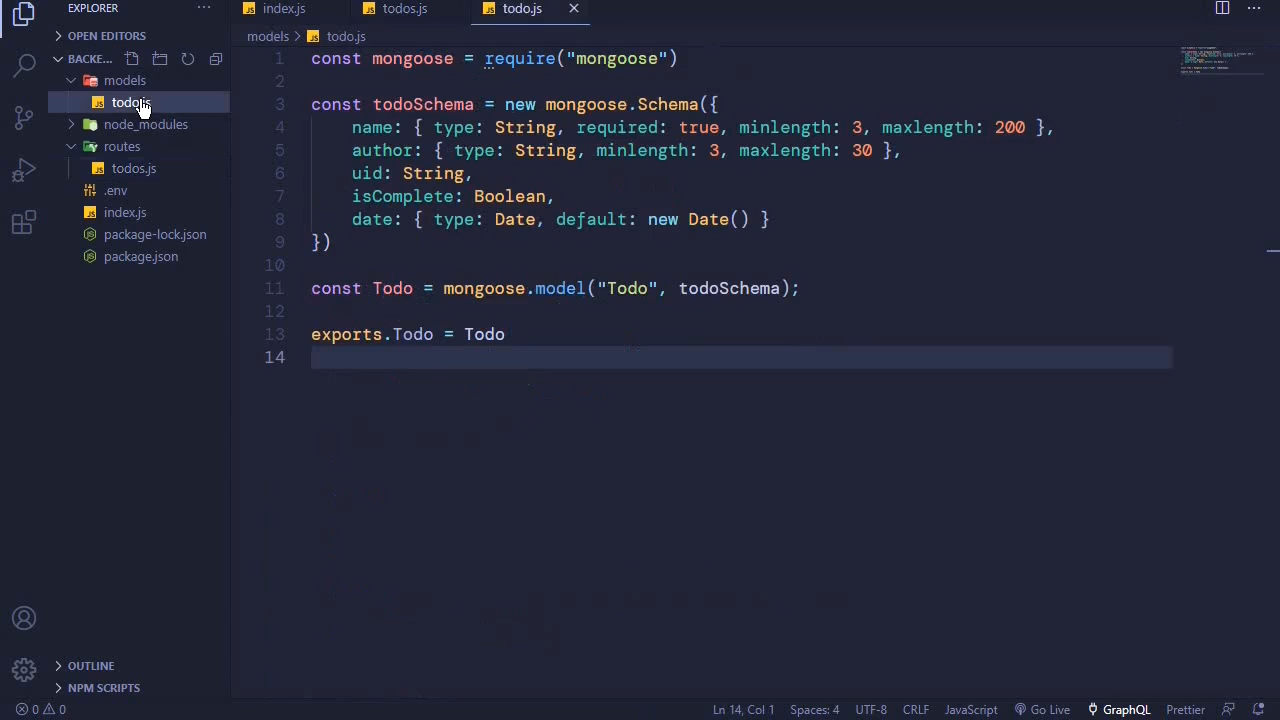 EXPLORER
index.js todos.js todo.js
OPEN EDITORS
models todo.js
BACKE...
models
todo.js
node_modules
routes
todos.js
.env
index.js
package-lock.json
package.json
1 const mongoose = require("mongoose")
2
3 const todoSchema = new mongoose.Schema({
4 name: { type: String, required: true, minlength: 3, maxlength: 200 },
5 author: { type: String, minlength: 3, maxlength: 30 },
6 uid: String,
7 isComplete: Boolean,
8 date: { type: Date, default: new Date() }
9 })
10
11 const Todo = mongoose.model("Todo", todoSchema);
12
13 exports.Todo = Todo
14
OUTLINE
NPM SCRIPTS
0 0 Ln 14, Col 1 Spaces: 4 UTF-8 CRLF JavaScript Go Live GraphQL Prettier